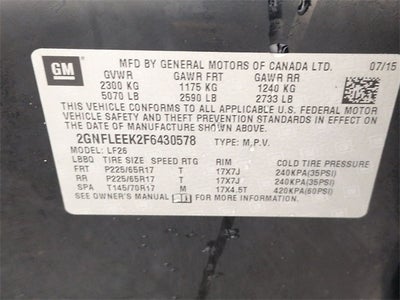 GM MFD BY GENERAL MOTORS OF CANADA LTD. 07/15
GVWR GAWR FRT GAWR RR
2300 KG 1175 KG 1240 KG
5070 LB 2590 LB 2733 LB
THIS VEHICLE CONFORMS TO ALL APPLICABLE U.S. FEDERAL MOTOR
VEHICLE SAFETY AND THEFT PREVENTION STANDARDS IN EFFECT
ON THE DATE OF MANUFACTURE SHOWN ABOVE.
2GNFLEEK2F6430578 TYPE: M.P.V.
MODEL: LF26
LBBQ TIRE SIZE SPEED RTG RIM COLD TIRE PRESSURE
FRT P225/65R17 T 17X7J 240KPA(35PSI)
RR P225/65R17 T 17X7J 240KPA(35PSI)
SPA T145/70R17 M 17X4.5T 420KPA(60PSI)
SEE OWNER'S MANUAL FOR MORE INFORMATION.